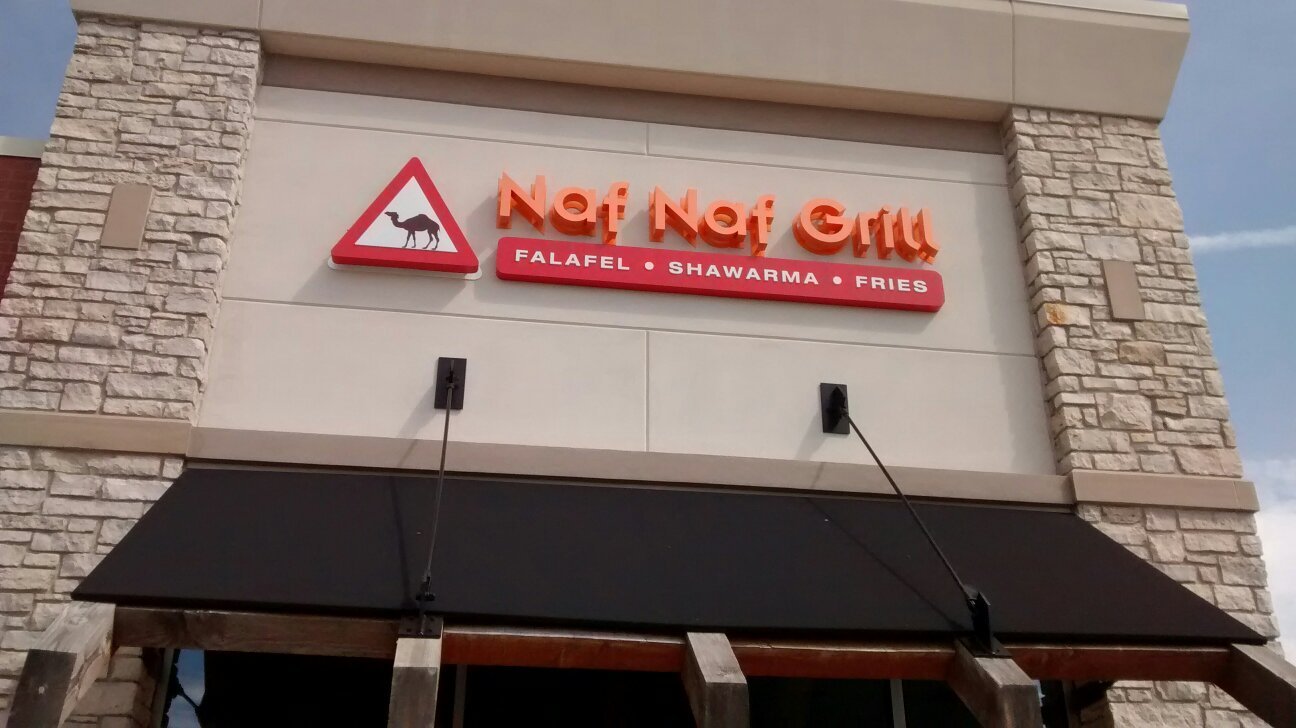 Naf Naf Grill
FALAFEL • SHAWARMA • FRIES